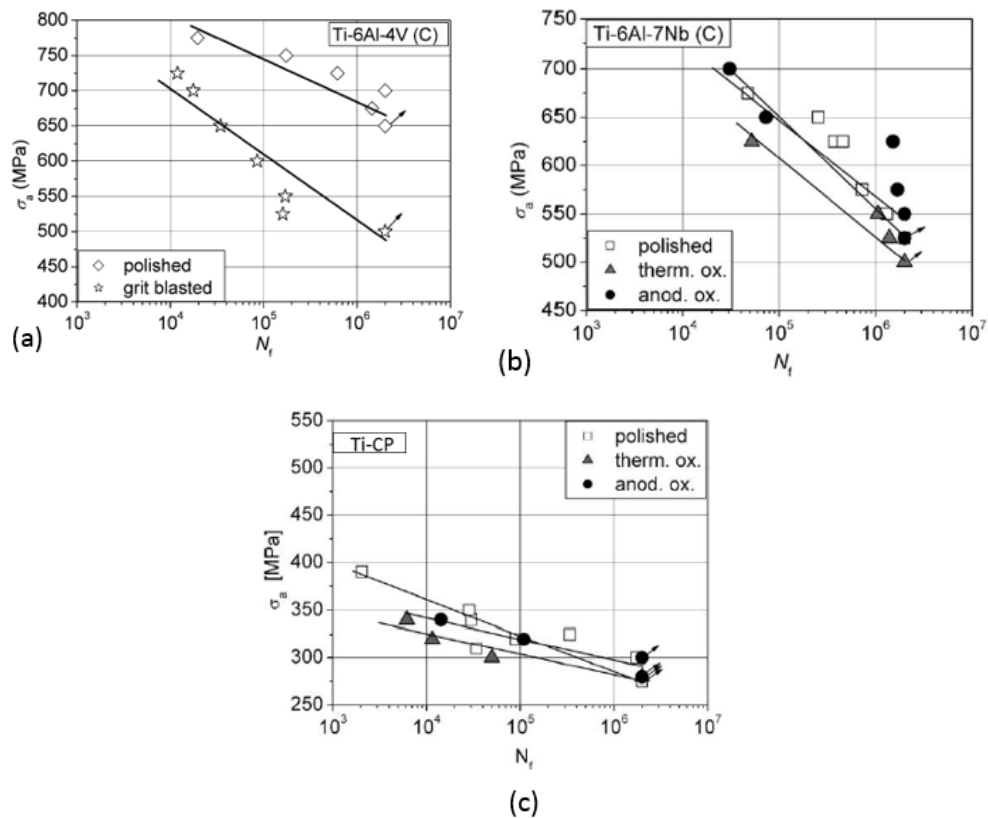 800
750
700
650
600
550
500
450
400
σa (MPa)
Ti-6Al-4V (C)
◇ polished
☆ grit blasted
10³ 10⁴ 10⁵ 10⁶ 10⁷
Nf
(a)
750
700
650
600
550
500
450
σa (MPa)
Ti-6Al-7Nb (C)
□ polished
▲ therm. ox.
● anod. ox.
10³ 10⁴ 10⁵ 10⁶ 10⁷
Nf
(b)
550
500
450
400
350
300
250
σa [MPa]
Ti-CP
□ polished
▲ therm. ox.
● anod. ox.
10³ 10⁴ 10⁵ 10⁶ 10⁷
Nf
(c)